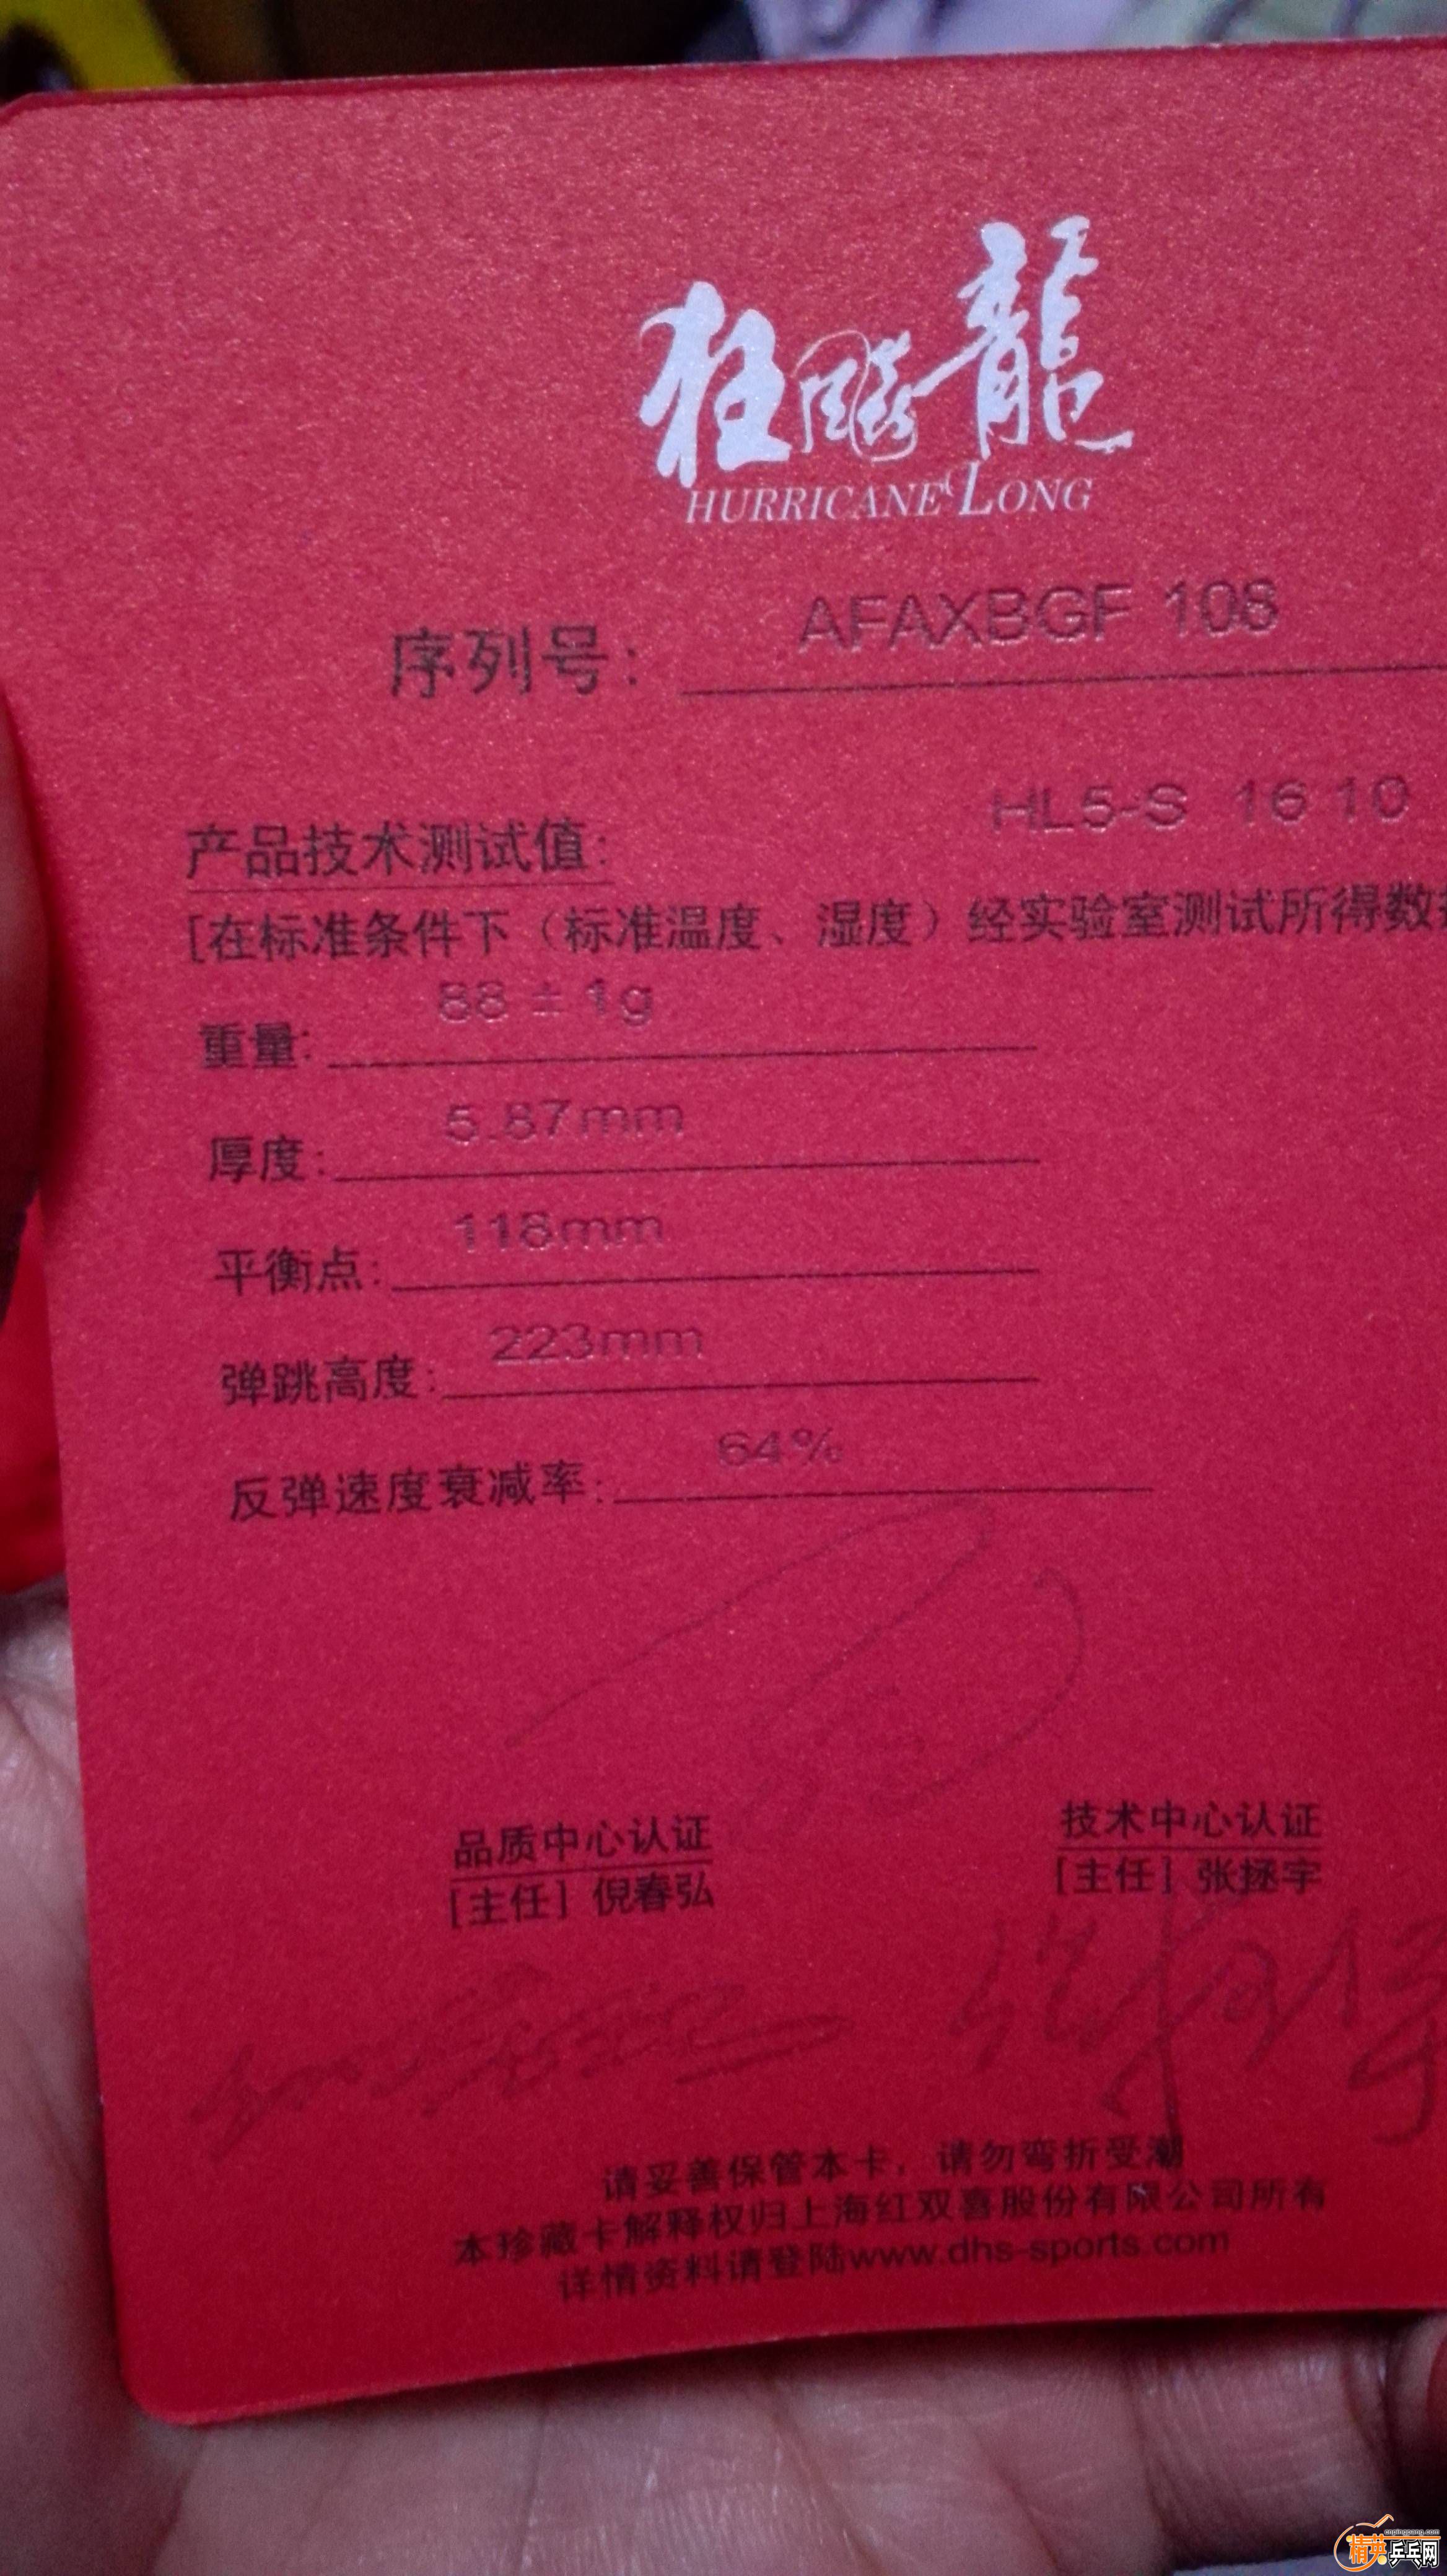 狂飚龍
HURRICANE LONG
序列号: AFAXBGF 108
HL5-S 16 10
产品技术测试值:
[在标准条件下（标准温度、湿度）经实验室测试所得数
重量: 88 ± 1g
厚度: 5.87mm
平衡点: 118mm
弹跳高度: 223mm
反弹速度衰减率: 64%
品质中心认证 技术中心认证
[主任] 倪春弘 [主任] 张拯宇
请妥善保管本卡，请勿弯折受潮
本珍藏卡解释权归上海红双喜股份有限公司所有
详情资料请登陆www.dhs-sports.com
精英乒乓网